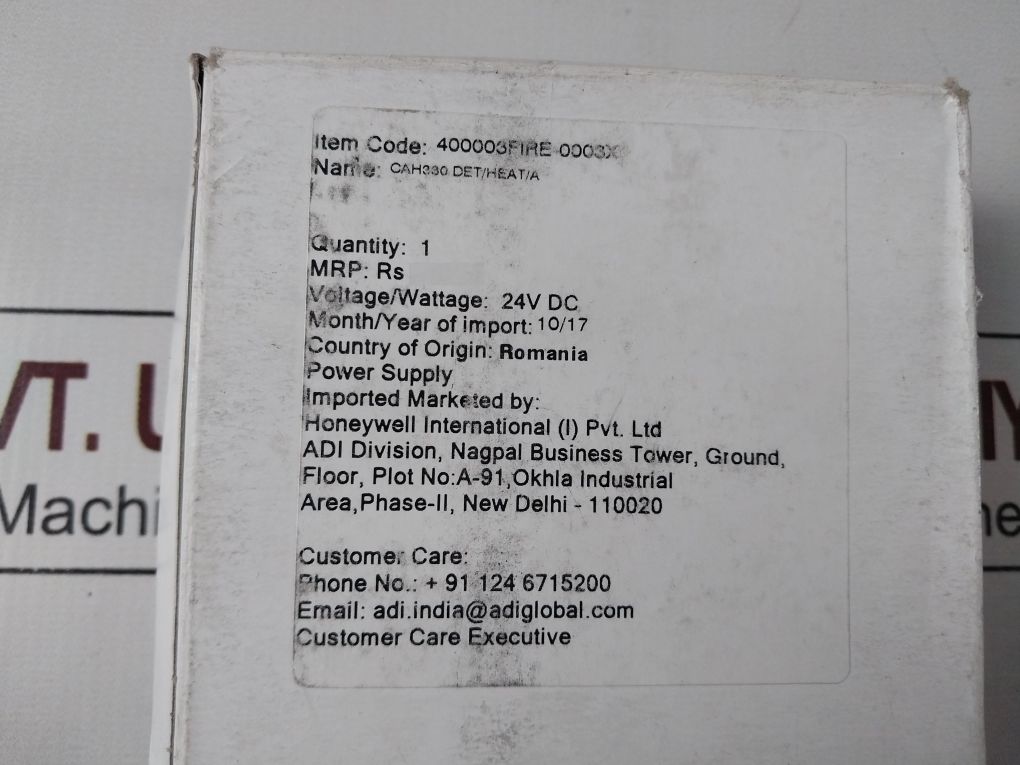 Item Code: 400003FIRE-0003X
Name: CAH330 DET/HEAT/A
Quantity: 1
MRP: Rs
Voltage/Wattage: 24V DC
Month/Year of import: 10/17
Country of Origin: Romania
Power Supply
Imported Marketed by:
Honeywell International (I) Pvt. Ltd
ADI Division, Nagpal Business Tower, Ground,
Floor, Plot No:A-91,Okhla Industrial
Area,Phase-II, New Delhi - 110020
Customer Care:
Phone No.: + 91 124 6715200
Email: adi.india@adiglobal.com
Customer Care Executive
VT. U
Machi